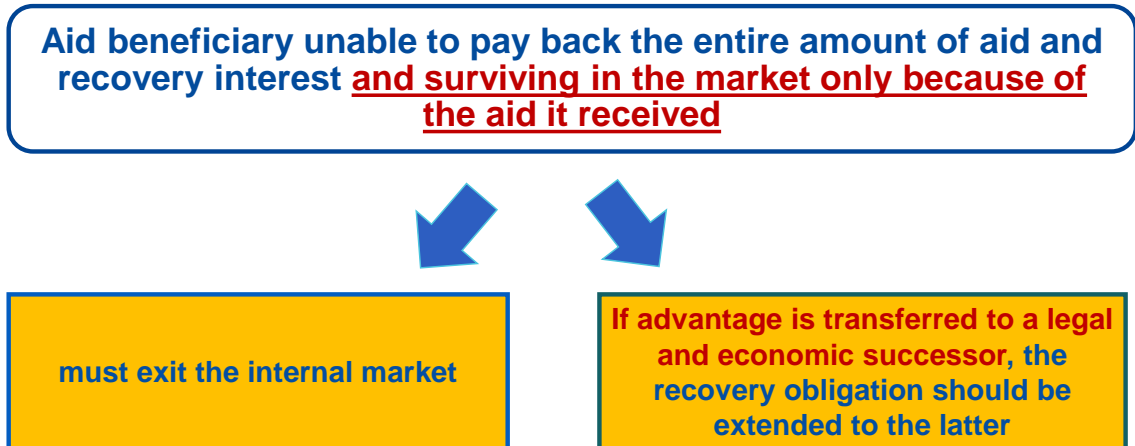 Aid beneficiary unable to pay back the entire amount of aid and
recovery interest and surviving in the market only because of
the aid it received
must exit the internal market
If advantage is transferred to a legal
and economic successor, the
recovery obligation should be
extended to the latter